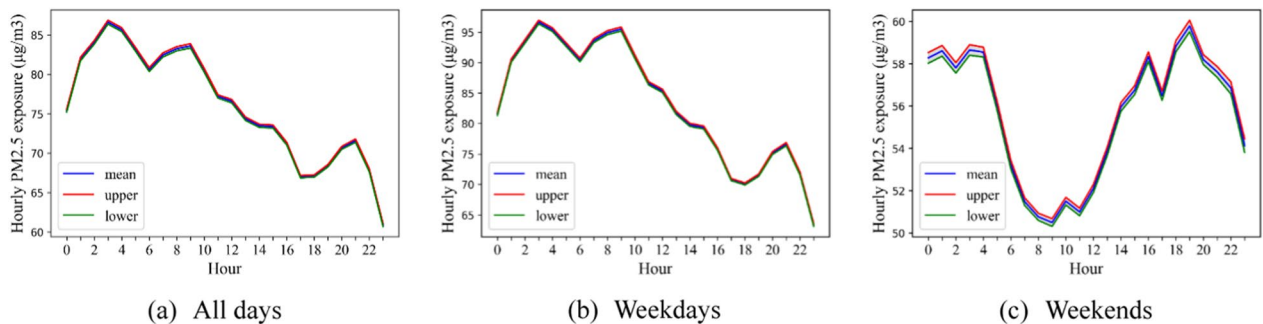 Hourly PM2.5 exposure (μg/m3)
85
80
75
70
65
60
mean
upper
lower
0 2 4 6 8 10 12 14 16 18 20 22
Hour
(a) All days
Hourly PM2.5 exposure (μg/m3)
95
90
85
80
75
70
65
mean
upper
lower
0 2 4 6 8 10 12 14 16 18 20 22
Hour
(b) Weekdays
Hourly PM2.5 exposure (μg/m3)
60
58
56
54
52
50
mean
upper
lower
0 2 4 6 8 10 12 14 16 18 20 22
Hour
(c) Weekends